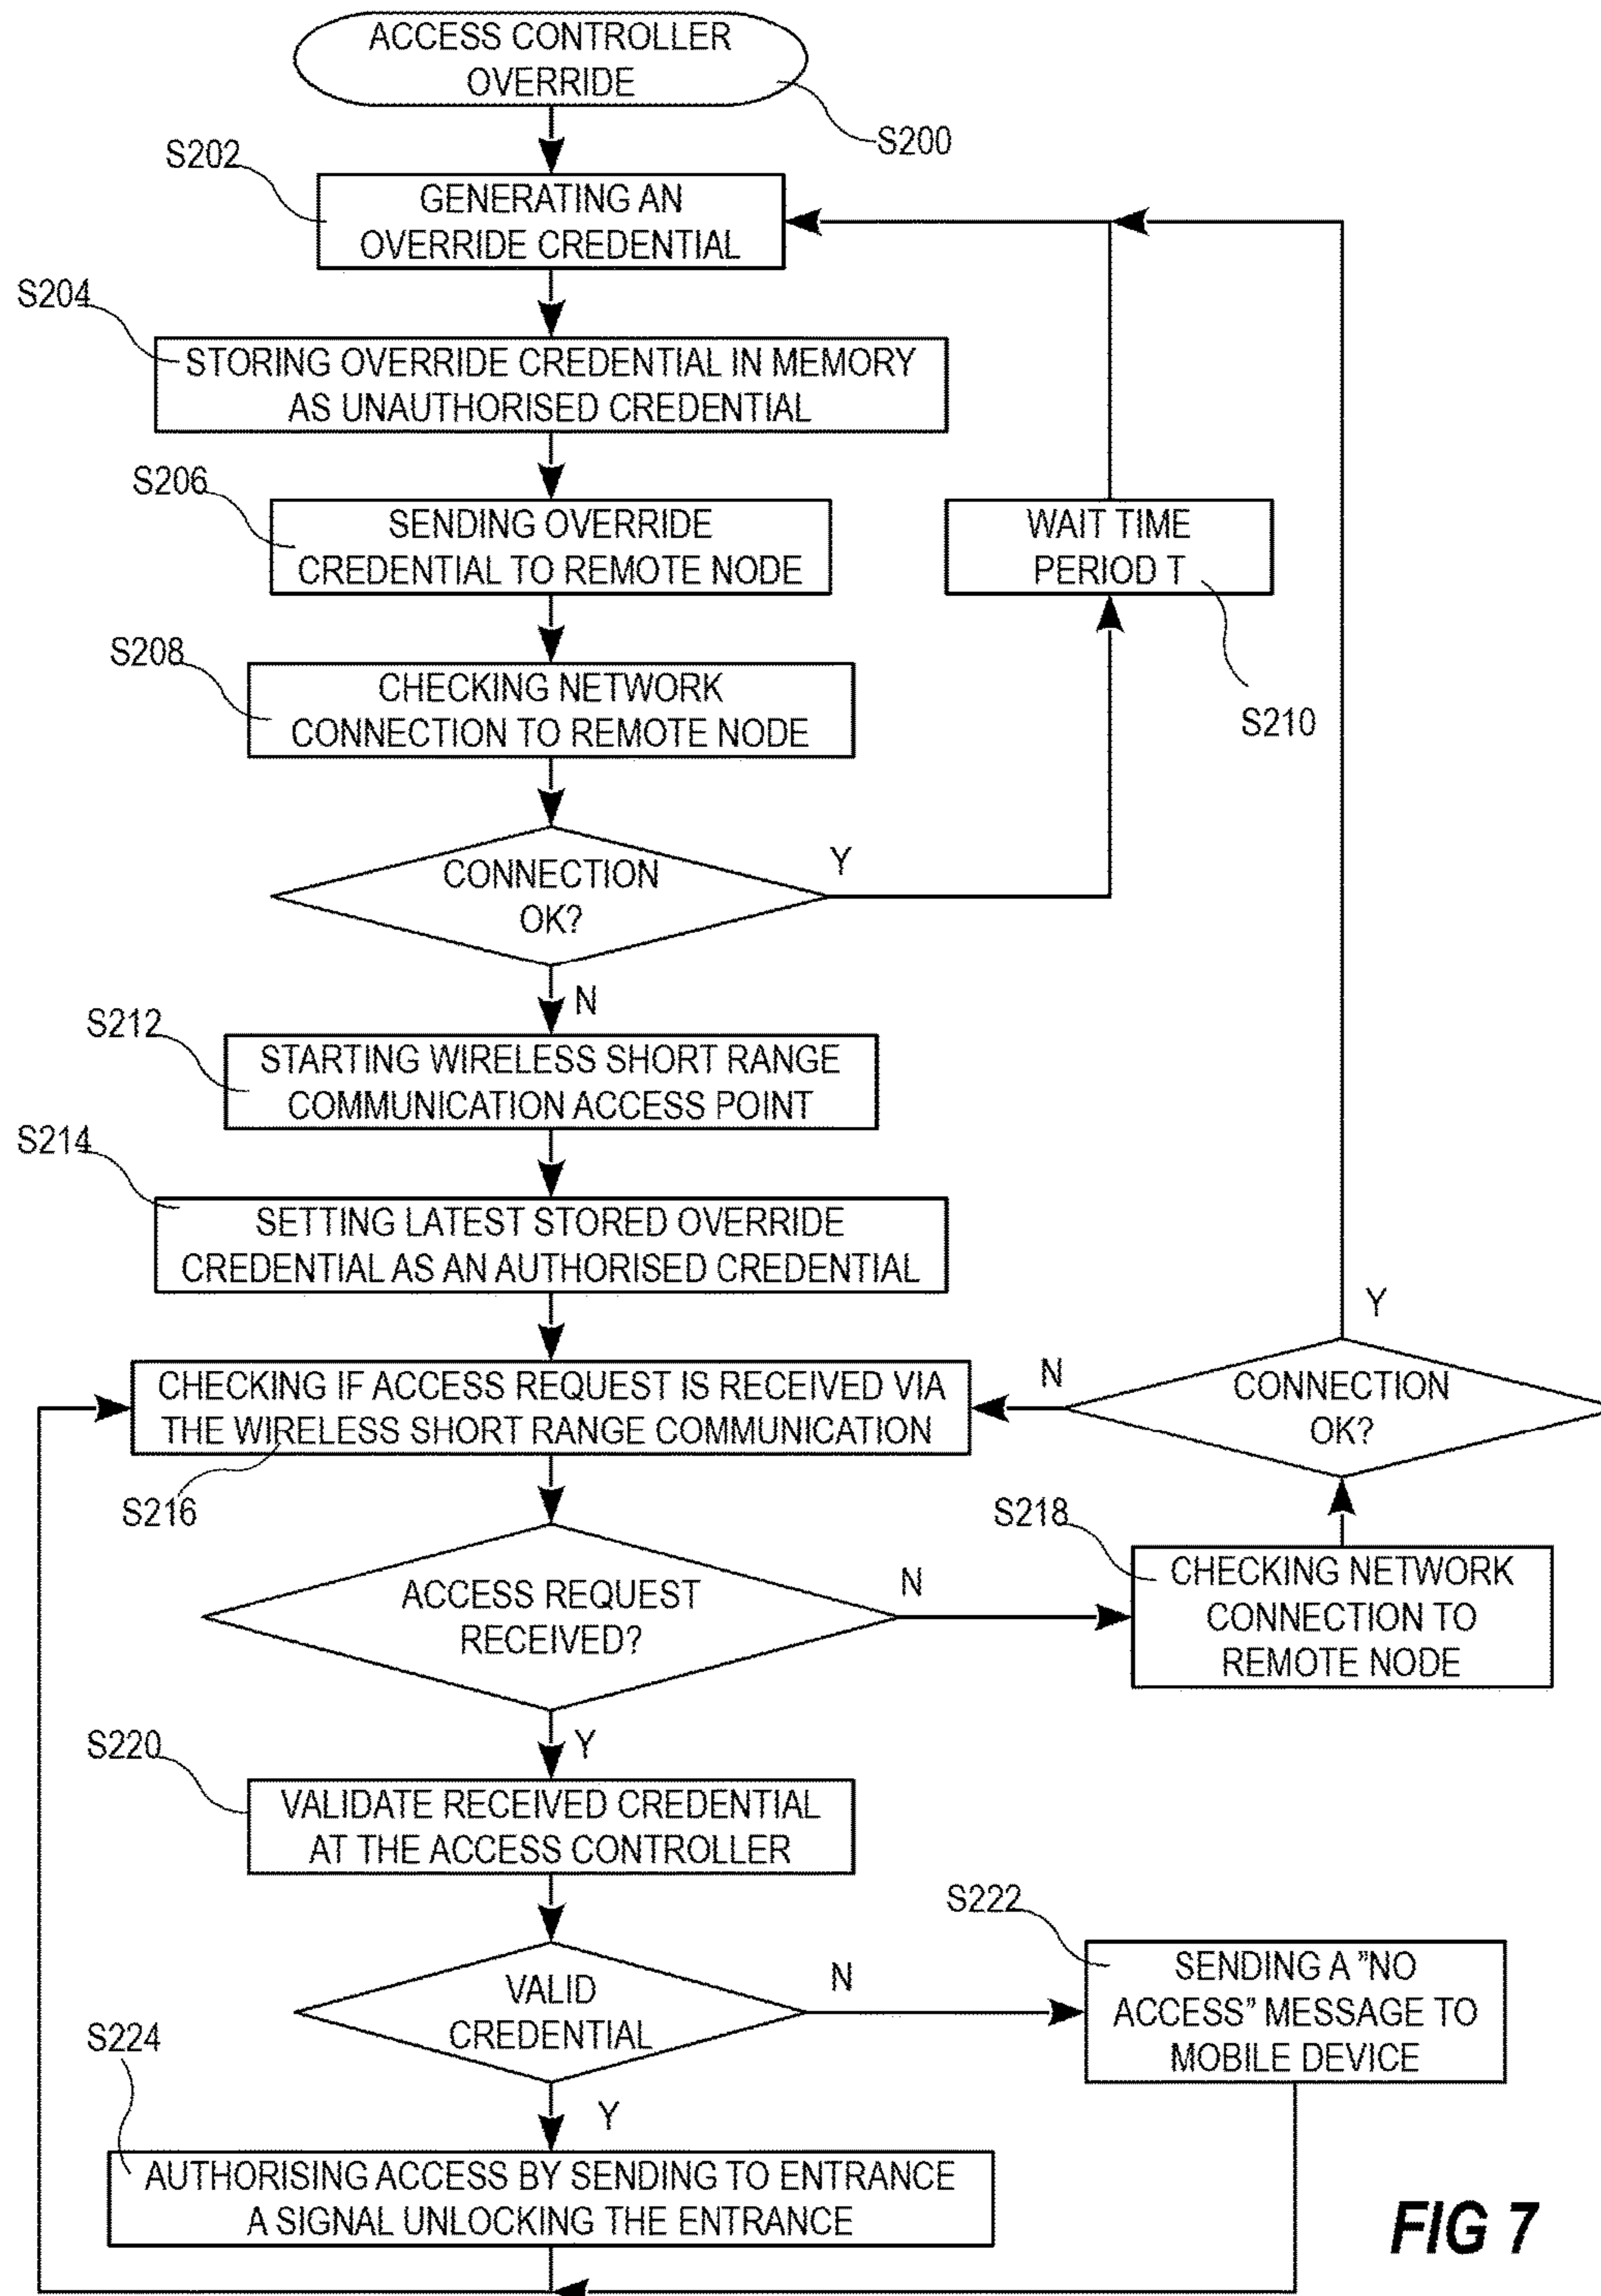 ACCESS CONTROLLER
OVERRIDE
S200
S202
GENERATING AN
OVERRIDE CREDENTIAL
S204
STORING OVERRIDE CREDENTIAL IN MEMORY
AS UNAUTHORISED CREDENTIAL
S206
SENDING OVERRIDE
CREDENTIAL TO REMOTE NODE
WAIT TIME
PERIOD T
S210
S208
CHECKING NETWORK
CONNECTION TO REMOTE NODE
CONNECTION
OK?
Y
N
S212
STARTING WIRELESS SHORT RANGE
COMMUNICATION ACCESS POINT
S214
SETTING LATEST STORED OVERRIDE
CREDENTIAL AS AN AUTHORISED CREDENTIAL
CHECKING IF ACCESS REQUEST IS RECEIVED VIA
THE WIRELESS SHORT RANGE COMMUNICATION
S216
N
CONNECTION
OK?
Y
ACCESS REQUEST
RECEIVED?
N
S218
CHECKING NETWORK
CONNECTION TO
REMOTE NODE
Y
S220
VALIDATE RECEIVED CREDENTIAL
AT THE ACCESS CONTROLLER
VALID
CREDENTIAL
N
S222
SENDING A "NO
ACCESS" MESSAGE TO
MOBILE DEVICE
Y
S224
AUTHORISING ACCESS BY SENDING TO ENTRANCE
A SIGNAL UNLOCKING THE ENTRANCE
FIG 7